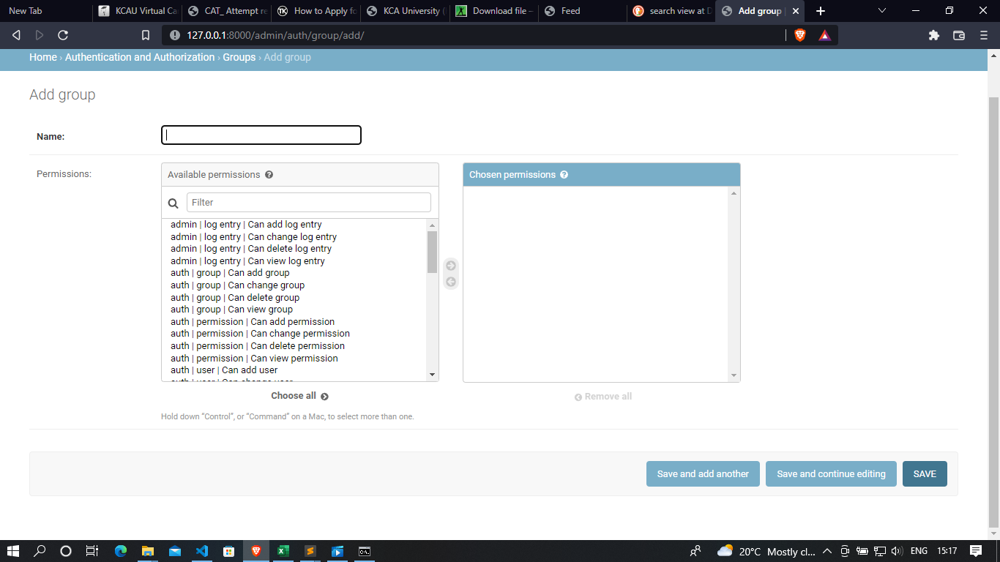 New Tab
KCAU Virtual Ca
CAT_ Attempt re
How to Apply fo
KCA University (
Download file –
Feed
search view at D
Add group |
127.0.0.1:8000/admin/auth/group/add/
Home › Authentication and Authorization › Groups › Add group
Add group
Name:
Permissions:
Available permissions ?
Filter
admin | log entry | Can add log entry
admin | log entry | Can change log entry
admin | log entry | Can delete log entry
admin | log entry | Can view log entry
auth | group | Can add group
auth | group | Can change group
auth | group | Can delete group
auth | group | Can view group
auth | permission | Can add permission
auth | permission | Can change permission
auth | permission | Can delete permission
auth | permission | Can view permission
auth | user | Can add user
auth | user | Can change user
Choose all
Chosen permissions ?
Remove all
Hold down “Control”, or “Command” on a Mac, to select more than one.
Save and add another
Save and continue editing
SAVE
20°C Mostly cl...
ENG
15:17